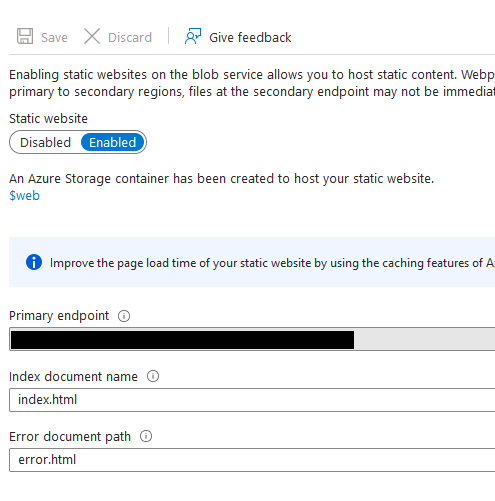 Save Discard Give feedback
Enabling static websites on the blob service allows you to host static content. Webp
primary to secondary regions, files at the secondary endpoint may not be immediat
Static website
Disabled Enabled
An Azure Storage container has been created to host your static website.
$web
Improve the page load time of your static website by using the caching features of Az
Primary endpoint
Index document name
index.html
Error document path
error.html